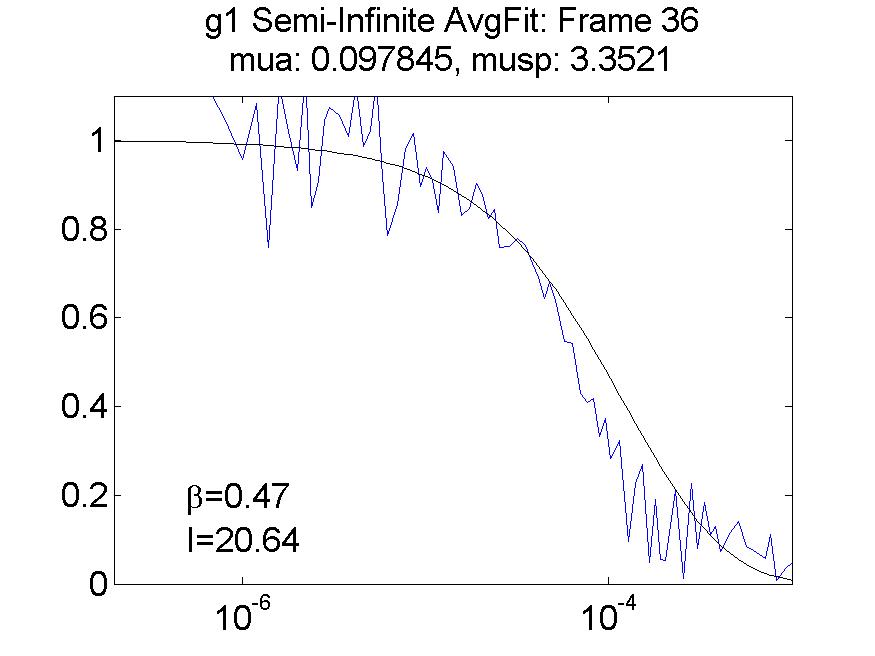 g1 Semi-Infinite AvgFit: Frame 36
mua: 0.097845, musp: 3.3521
1
0.8
0.6
0.4
0.2
0
β=0.47
I=20.64
10^-6
10^-4